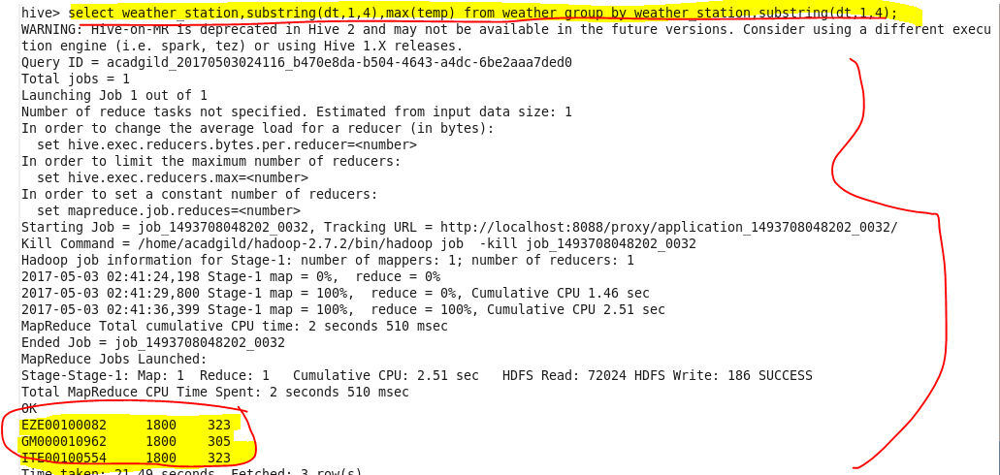 hive> select weather_station,substring(dt,1,4),max(temp) from weather group by weather_station,substring(dt,1,4);
WARNING: Hive-on-MR is deprecated in Hive 2 and may not be available in the future versions. Consider using a different execu
tion engine (i.e. spark, tez) or using Hive 1.X releases.
Query ID = acadgild_20170503024116_b470e8da-b504-4643-a4dc-6be2aaa7ded0
Total jobs = 1
Launching Job 1 out of 1
Number of reduce tasks not specified. Estimated from input data size: 1
In order to change the average load for a reducer (in bytes):
  set hive.exec.reducers.bytes.per.reducer=<number>
In order to limit the maximum number of reducers:
  set hive.exec.reducers.max=<number>
In order to set a constant number of reducers:
  set mapreduce.job.reduces=<number>
Starting Job = job_1493708048202_0032, Tracking URL = http://localhost:8088/proxy/application_1493708048202_0032/
Kill Command = /home/acadgild/hadoop-2.7.2/bin/hadoop job  -kill job_1493708048202_0032
Hadoop job information for Stage-1: number of mappers: 1; number of reducers: 1
2017-05-03 02:41:24,198 Stage-1 map = 0%,  reduce = 0%
2017-05-03 02:41:29,800 Stage-1 map = 100%,  reduce = 0%, Cumulative CPU 1.46 sec
2017-05-03 02:41:36,399 Stage-1 map = 100%,  reduce = 100%, Cumulative CPU 2.51 sec
MapReduce Total cumulative CPU time: 2 seconds 510 msec
Ended Job = job_1493708048202_0032
MapReduce Jobs Launched:
Stage-Stage-1: Map: 1  Reduce: 1   Cumulative CPU: 2.51 sec   HDFS Read: 72024 HDFS Write: 186 SUCCESS
Total MapReduce CPU Time Spent: 2 seconds 510 msec
OK
EZE00100082     1800    323
GM000010962     1800    305
ITE00100554     1800    323
Time taken: 21.49 seconds, Fetched: 3 row(s)